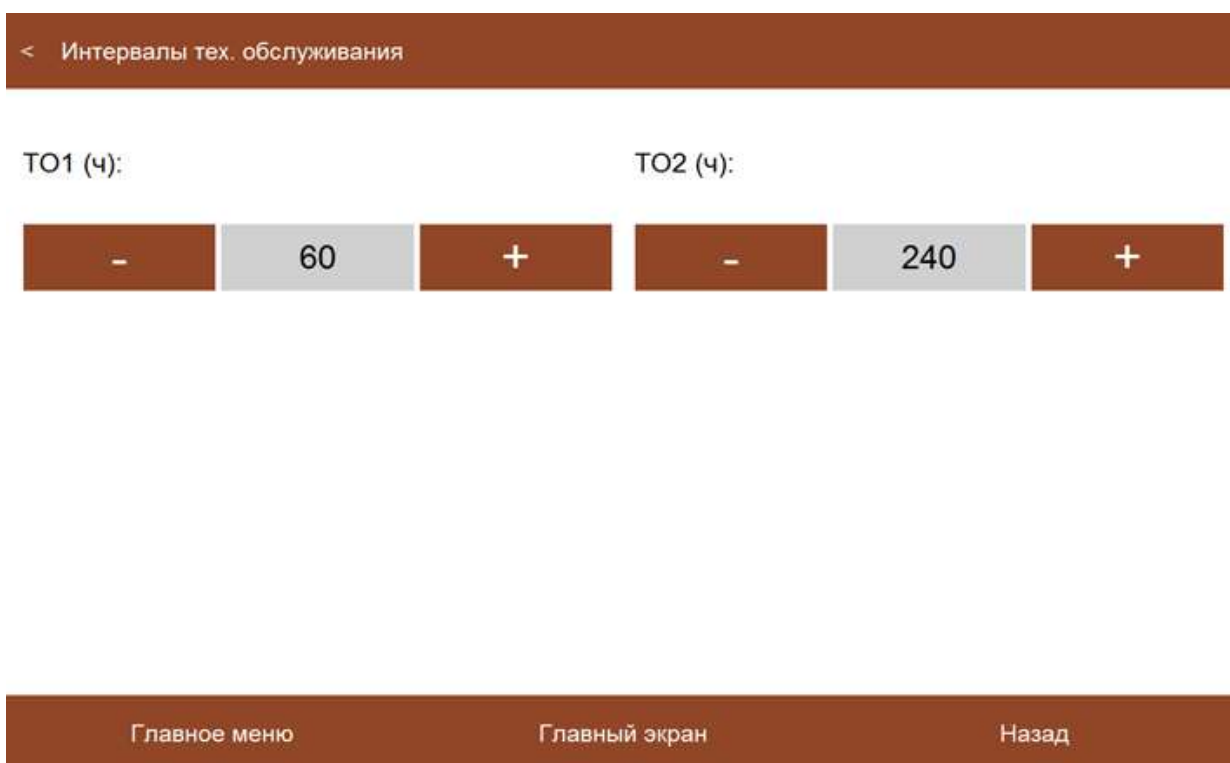 < Интервалы тех. обслуживания
ТО1 (ч): ТО2 (ч):
- 60 + - 240 +
Главное меню Главный экран Назад